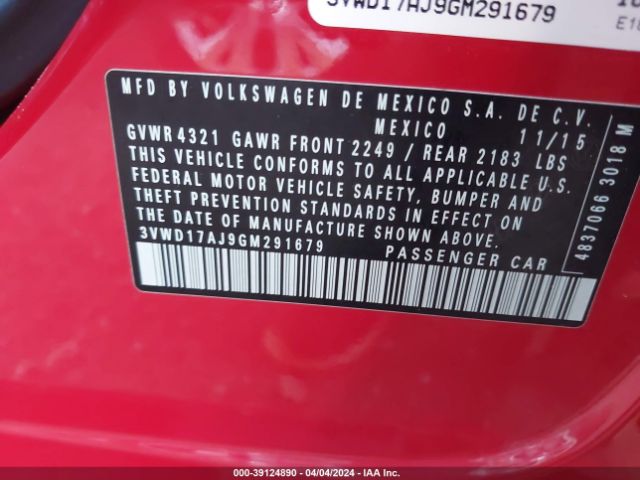 3VWD17AJ9GM291679
MFD BY VOLKSWAGEN DE MEXICO S.A. DE C.V.
MEXICO 11/15
GVWR 4321 GAWR FRONT 2249 / REAR 2183 LBS
THIS VEHICLE CONFORMS TO ALL APPLICABLE U.S.
FEDERAL MOTOR VEHICLE SAFETY, BUMPER AND
THEFT PREVENTION STANDARDS IN EFFECT ON
THE DATE OF MANUFACTURE SHOWN ABOVE.
3VWD17AJ9GM291679
PASSENGER CAR
4837066 3018 M
000-39124890 - 04/04/2024 - IAA Inc.